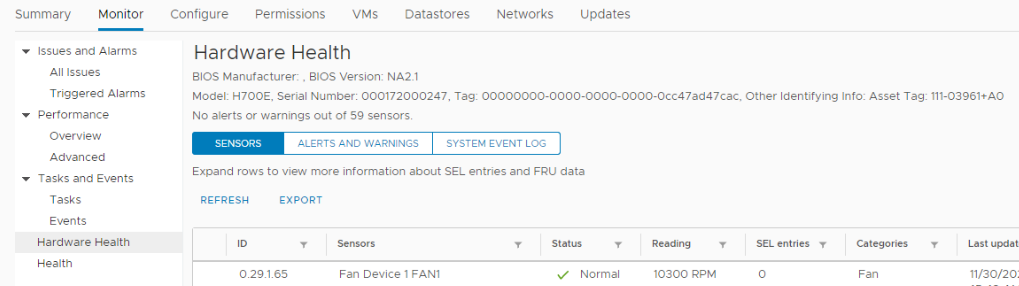 Summary Monitor Configure Permissions VMs Datastores Networks Updates
Issues and Alarms
All Issues
Triggered Alarms
Performance
Overview
Advanced
Tasks and Events
Tasks
Events
Hardware Health
Health
Hardware Health
BIOS Manufacturer: , BIOS Version: NA2.1
Model: H700E, Serial Number: 000172000247, Tag: 00000000-0000-0000-0000-0cc47ad47cac, Other Identifying Info: Asset Tag: 111-03961+A0
No alerts or warnings out of 59 sensors.
SENSORS ALERTS AND WARNINGS SYSTEM EVENT LOG
Expand rows to view more information about SEL entries and FRU data
REFRESH EXPORT
ID Sensors Status Reading SEL entries Categories Last updat
0.29.1.65 Fan Device 1 FAN1 Normal 10300 RPM 0 Fan 11/30/202